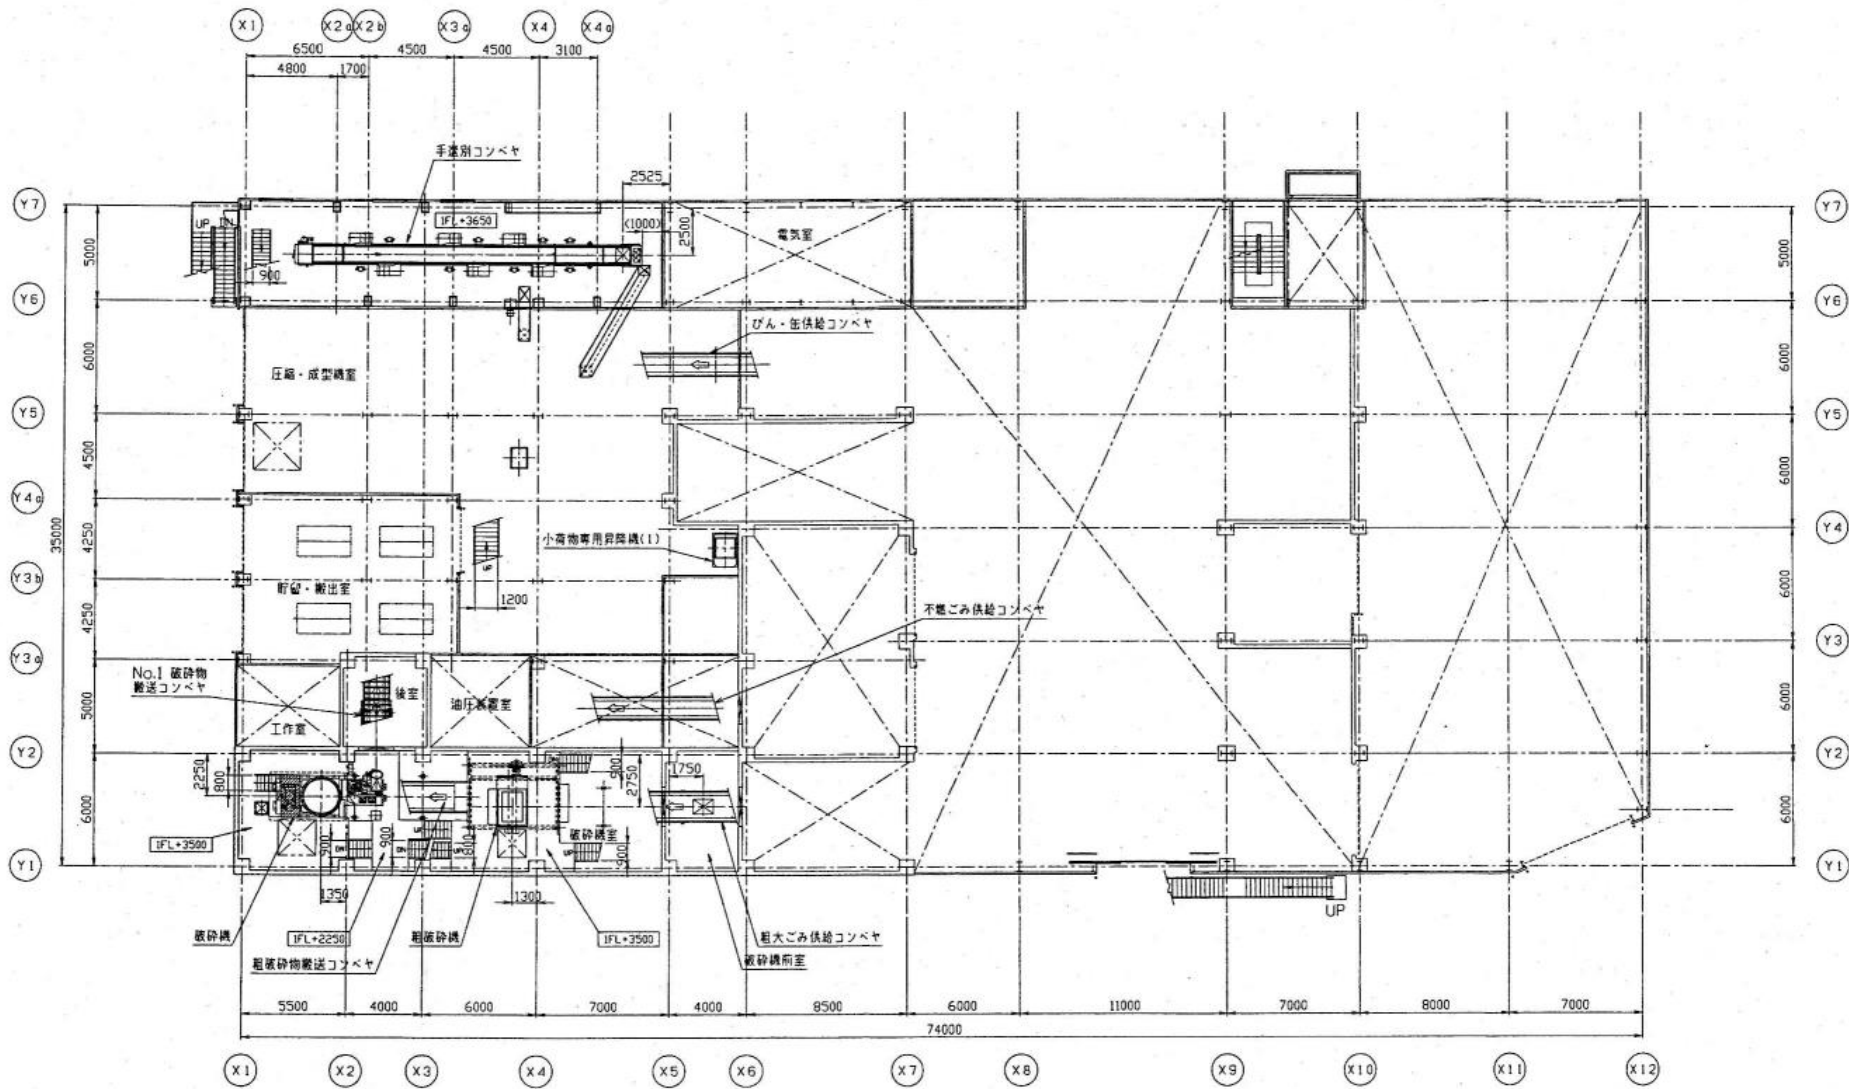 X1 X2a X2b X3a X4 X4a
6500 4500 4500 3100
4800 1700
手選別コンベヤ
2525
Y7 Y7
UP DN
1FL+3650
(1000)
2500
電気室
5000 5000
900
Y6 Y6
びん・缶供給コンベヤ
6000 6000
圧縮・成型機室
Y5 Y5
4500 6000
Y4a
Y4
35000
4250
小荷物専用昇降機(1)
UP
Y3b
貯留・搬出室
1200
不燃ごみ供給コンベヤ
6000
4250
Y3
Y3a
No.1 破砕物
搬送コンベヤ
後室
油圧装置室
工作室
5000 6000
Y2 Y2
2250
800
900
2750
1750
6000 6000
破砕機室
1FL+3500
900 DN 900 DN UP UP 800 UP 900
Y1 Y1
1350 1300
UP
破砕機
1FL+2250
粗破砕機
1FL+3500
粗大ごみ供給コンベヤ
粗破砕物搬送コンベヤ
破砕機前室
5500 4000 6000 7000 4000 8500 6000 11000 7000 8000 7000
74000
X1 X2 X3 X4 X5 X6 X7 X8 X9 X10 X11 X12